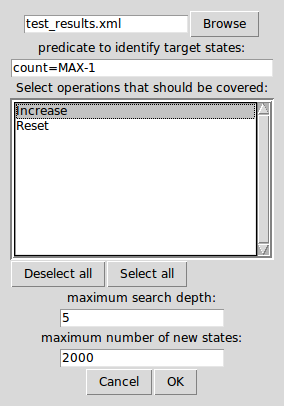 test_results.xml Browse
predicate to identify target states:
count=MAX-1
Select operations that should be covered:
Increase
Reset
Deselect all Select all
maximum search depth:
5
maximum number of new states:
2000
Cancel OK